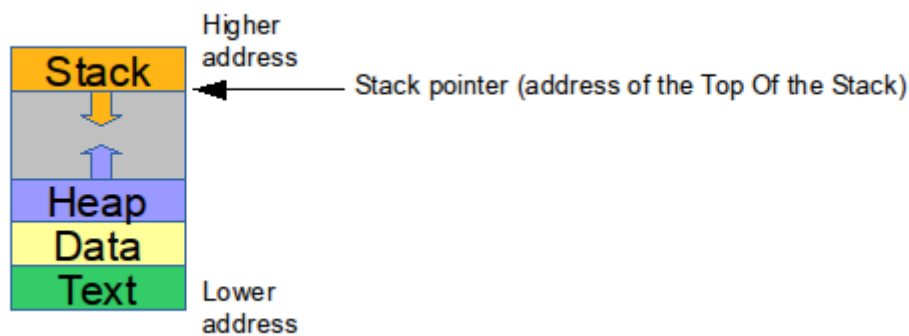 Higher
address
Stack
Stack pointer (address of the Top Of the Stack)
Heap
Data
Text
Lower
address